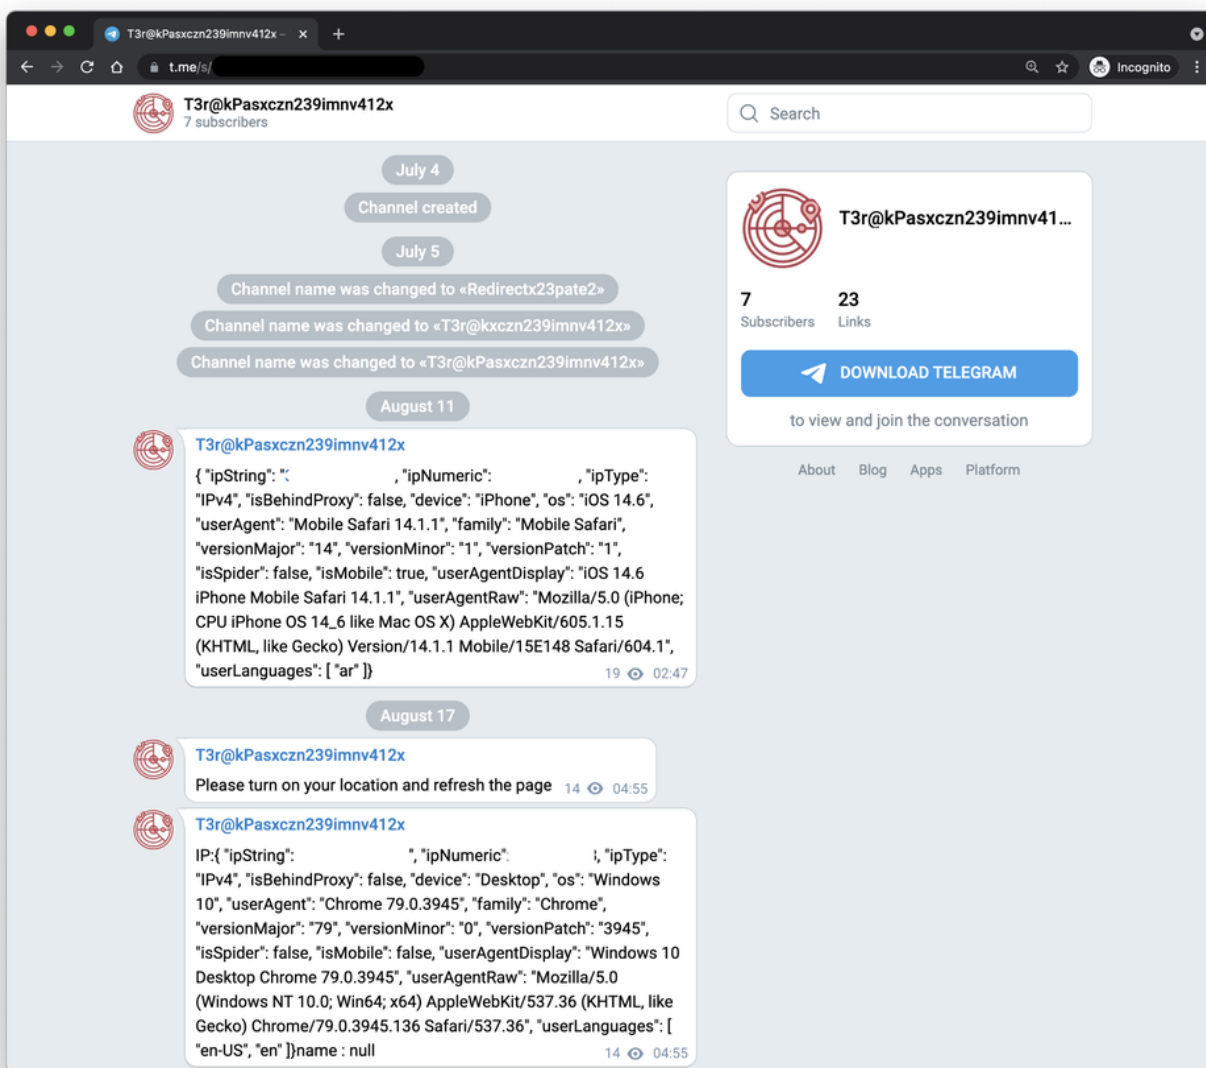 T3r@kPasxczn239imnv412x –
t.me/s/
Incognito
T3r@kPasxczn239imnv412x
7 subscribers
Search
July 4
Channel created
July 5
Channel name was changed to «Redirectx23pate2»
Channel name was changed to «T3r@kxczn239imnv412x»
Channel name was changed to «T3r@kPasxczn239imnv412x»
August 11
T3r@kPasxczn239imnv412x
{ "ipString": " , "ipNumeric": , "ipType":
"IPv4", "isBehindProxy": false, "device": "iPhone", "os": "iOS 14.6",
"userAgent": "Mobile Safari 14.1.1", "family": "Mobile Safari",
"versionMajor": "14", "versionMinor": "1", "versionPatch": "1",
"isSpider": false, "isMobile": true, "userAgentDisplay": "iOS 14.6
iPhone Mobile Safari 14.1.1", "userAgentRaw": "Mozilla/5.0 (iPhone;
CPU iPhone OS 14_6 like Mac OS X) AppleWebKit/605.1.15
(KHTML, like Gecko) Version/14.1.1 Mobile/15E148 Safari/604.1",
"userLanguages": [ "ar" ]}
19 02:47
August 17
T3r@kPasxczn239imnv412x
Please turn on your location and refresh the page
14 04:55
T3r@kPasxczn239imnv412x
IP:{ "ipString": ", "ipNumeric": , "ipType":
"IPv4", "isBehindProxy": false, "device": "Desktop", "os": "Windows
10", "userAgent": "Chrome 79.0.3945", "family": "Chrome",
"versionMajor": "79", "versionMinor": "0", "versionPatch": "3945",
"isSpider": false, "isMobile": false, "userAgentDisplay": "Windows 10
Desktop Chrome 79.0.3945", "userAgentRaw": "Mozilla/5.0
(Windows NT 10.0; Win64; x64) AppleWebKit/537.36 (KHTML, like
Gecko) Chrome/79.0.3945.136 Safari/537.36", "userLanguages": [
"en-US", "en" ]}name : null
14 04:55
T3r@kPasxczn239imnv41...
7 23
Subscribers Links
DOWNLOAD TELEGRAM
to view and join the conversation
About Blog Apps Platform